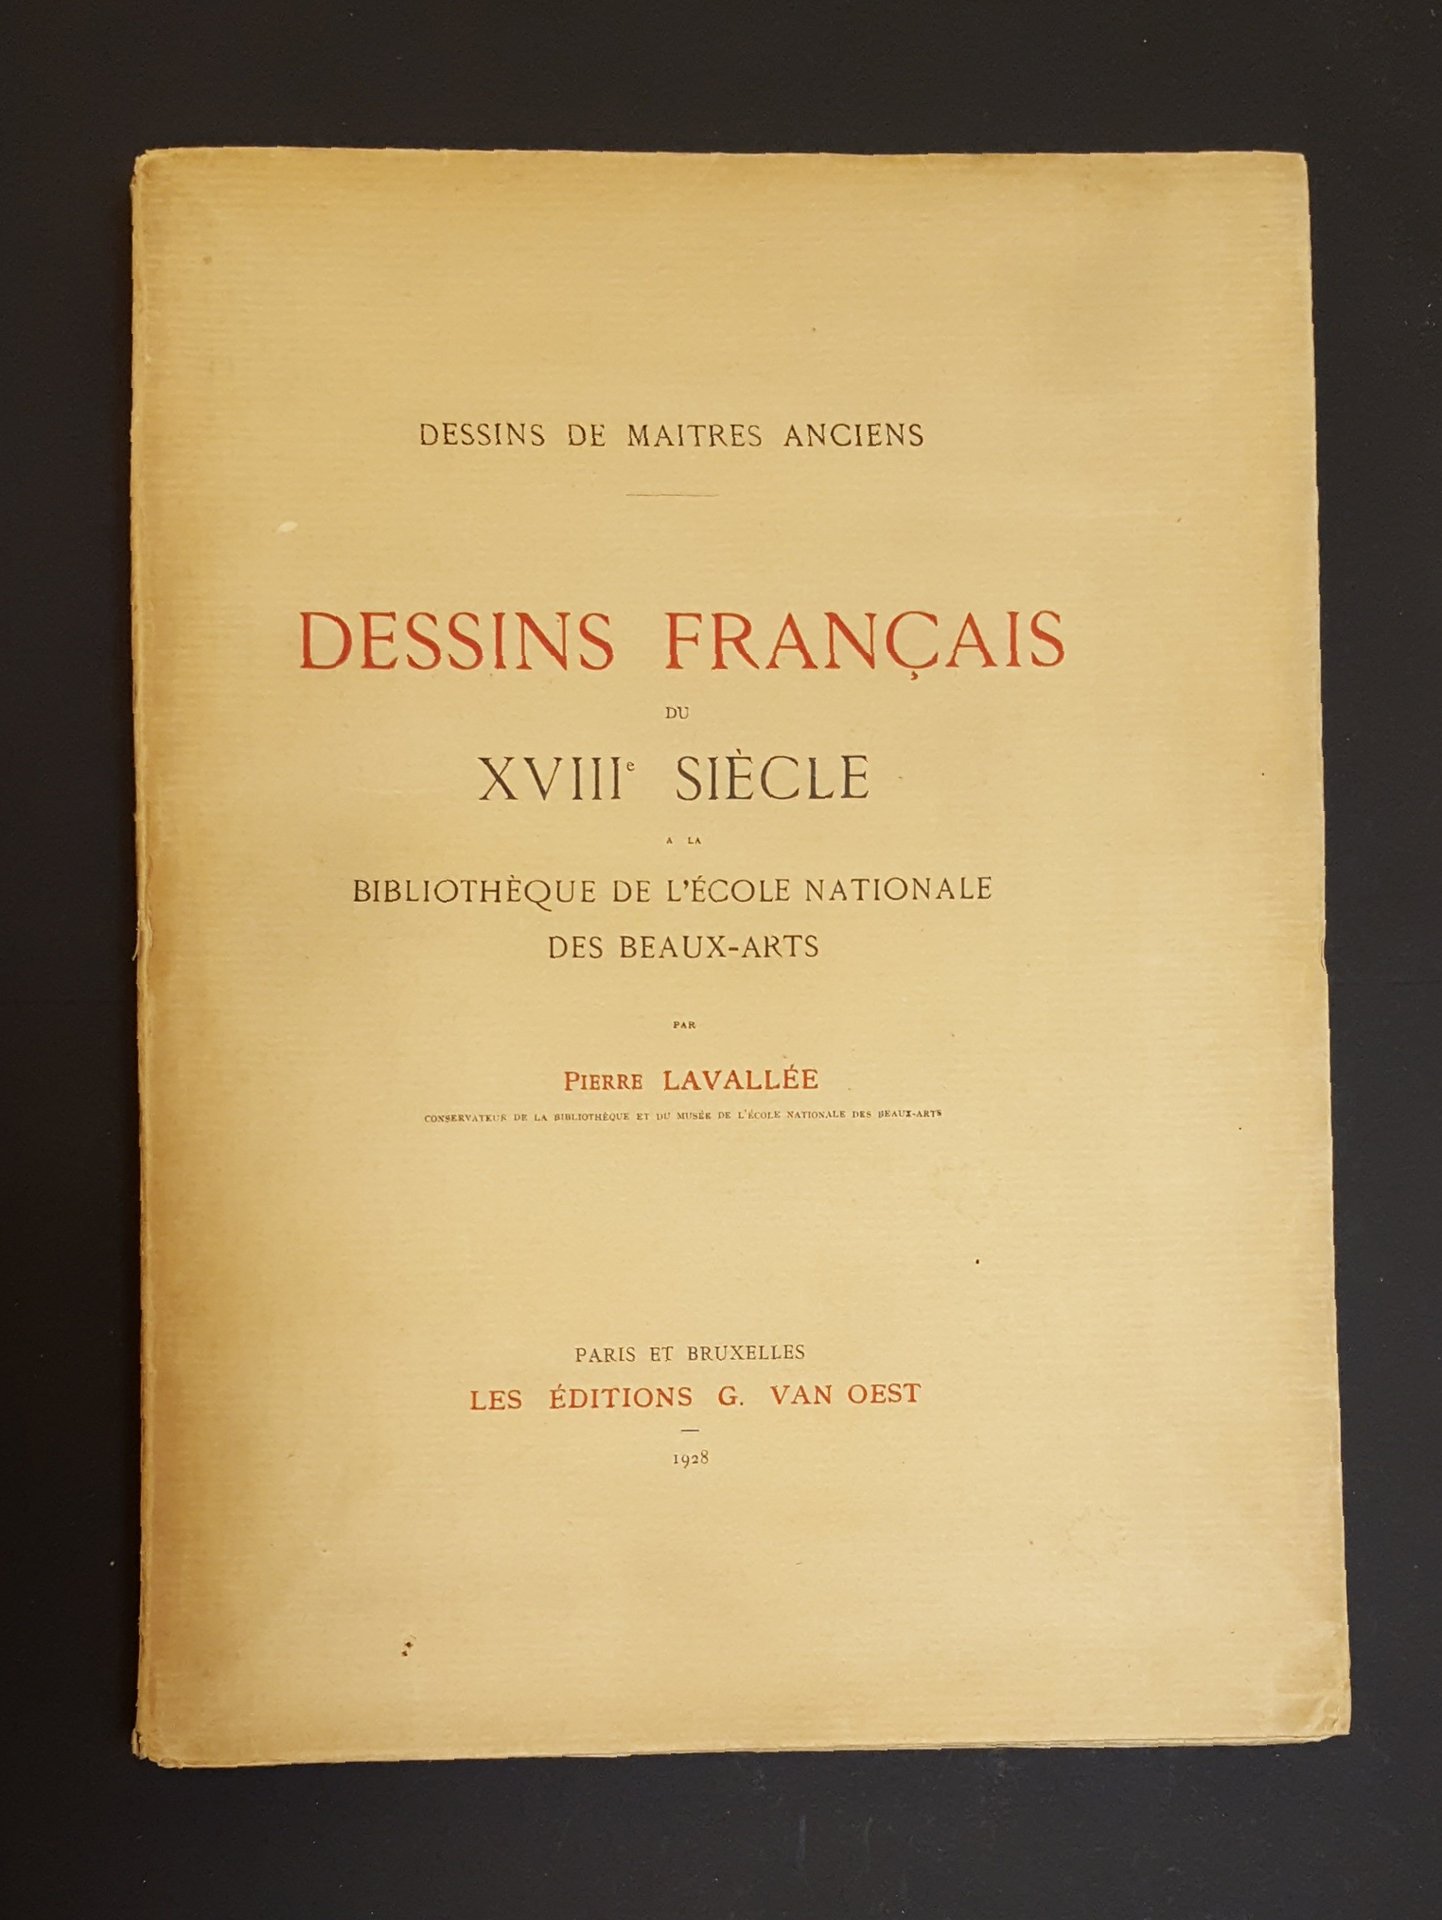 DESSINS DE MAITRES ANCIENS
DESSINS FRANÇAIS
DU
XVIIIe SIÈCLE
A LA
BIBLIOTHÈQUE DE L'ÉCOLE NATIONALE
DES BEAUX-ARTS
PAR
PIERRE LAVALLÉE
CONSERVATEUR DE LA BIBLIOTHÈQUE ET DU MUSÉE DE L'ÉCOLE NATIONALE DES BEAUX-ARTS
PARIS ET BRUXELLES
LES ÉDITIONS G. VAN OEST
1928